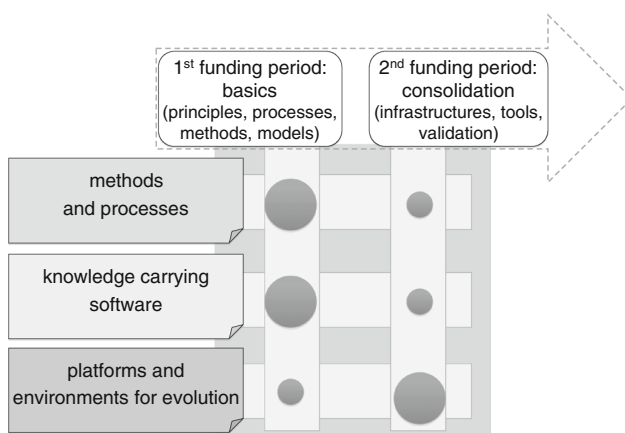 1st funding period:
basics
(principles, processes,
methods, models)
2nd funding period:
consolidation
(infrastructures, tools,
validation)
methods
and processes
knowledge carrying
software
platforms and
environments for evolution